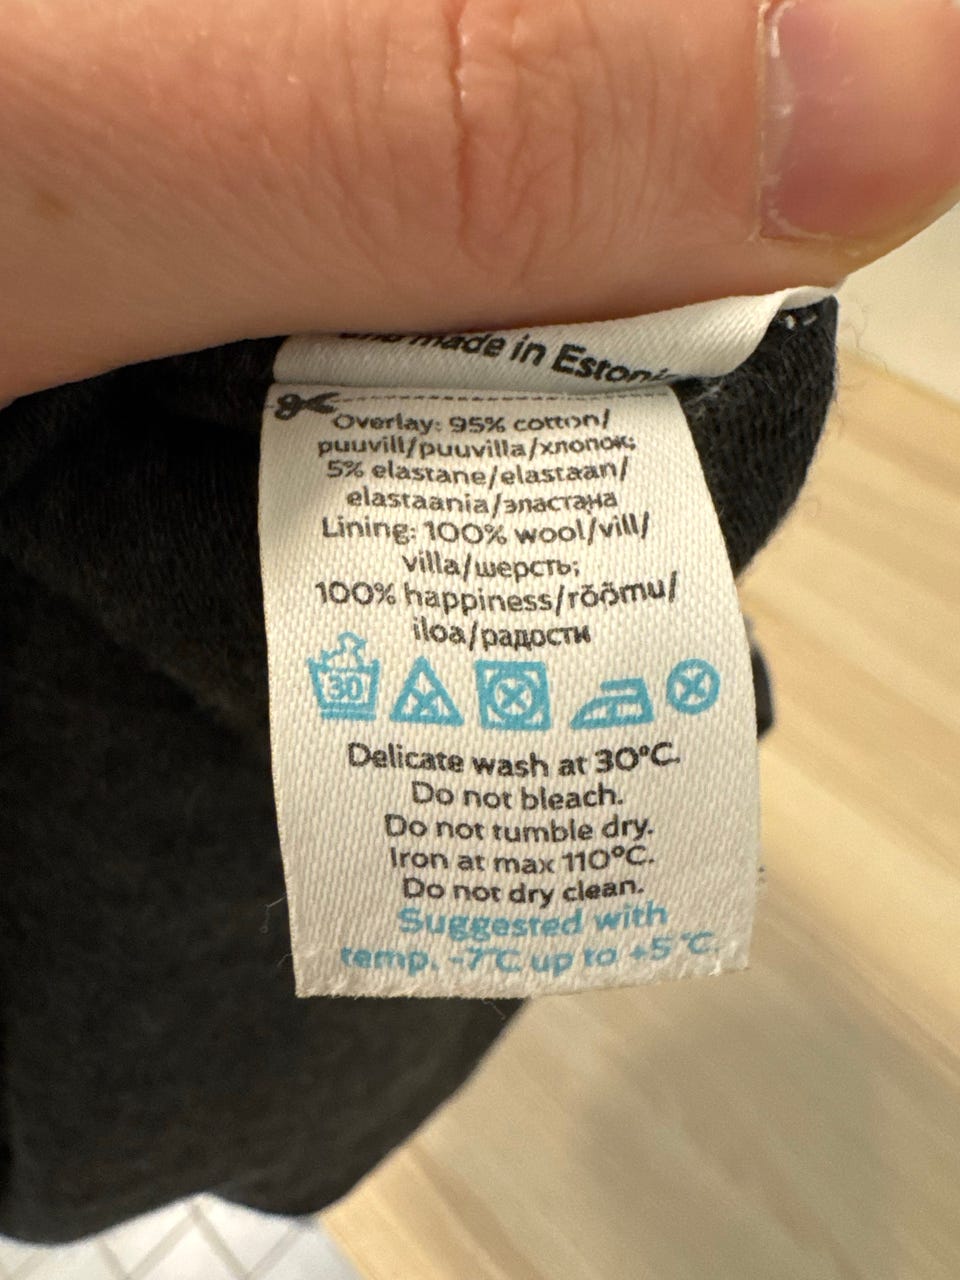 made in Estonia
Overlay: 95% cotton/
puuvill/puuvilla/хлопок;
5% elastane/elastaan/
elastaania/эластана
Lining: 100% wool/vill/
villa/шерсть;
100% happiness/rõõmu/
iloa/радости
30
Delicate wash at 30°C.
Do not bleach.
Do not tumble dry.
Iron at max 110°C.
Do not dry clean.
Suggested with
temp. -7°C up to +5°C.